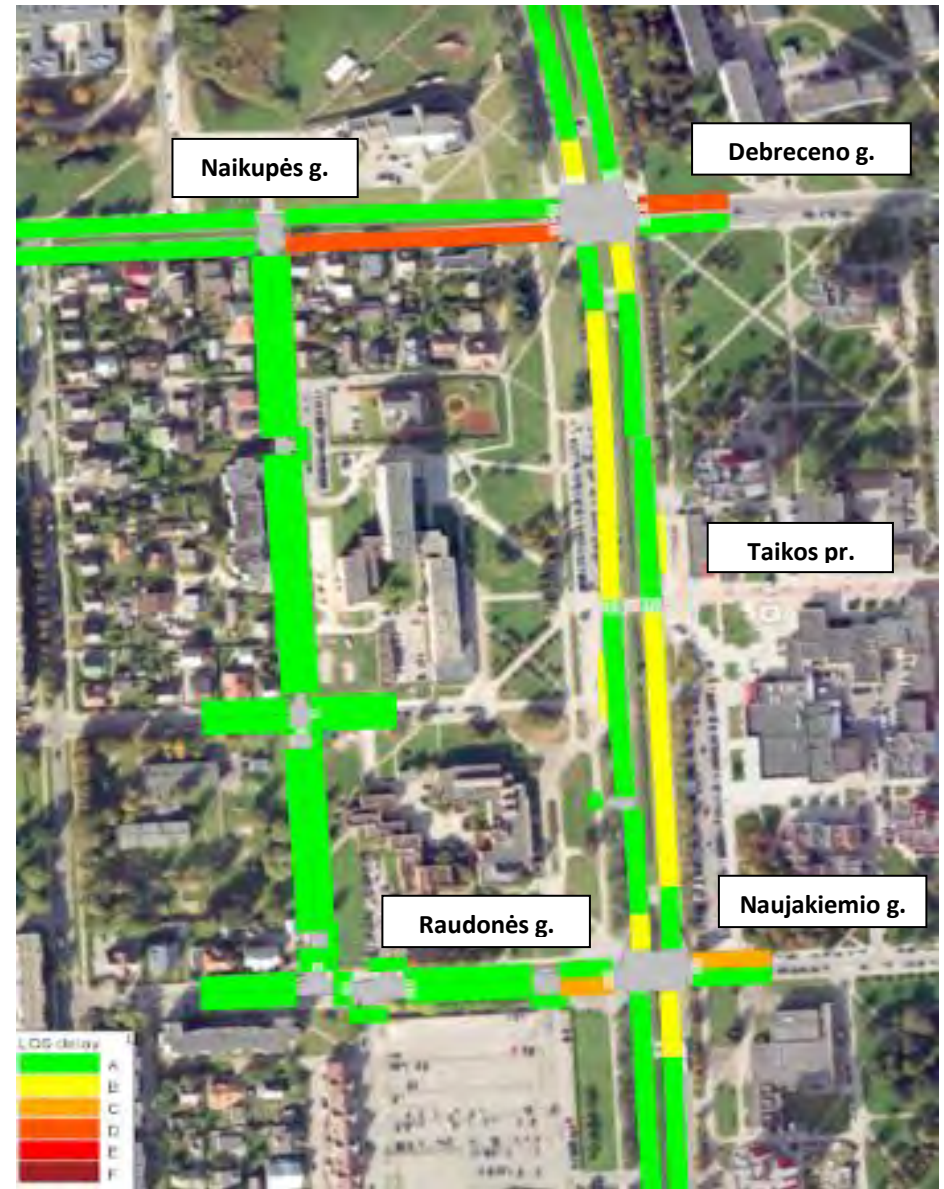 Debreceno g.
Naikupės g.
Taikos pr.
Naujakiemio g.
Raudonės g.
LOS delay
A
B
C
D
E
F